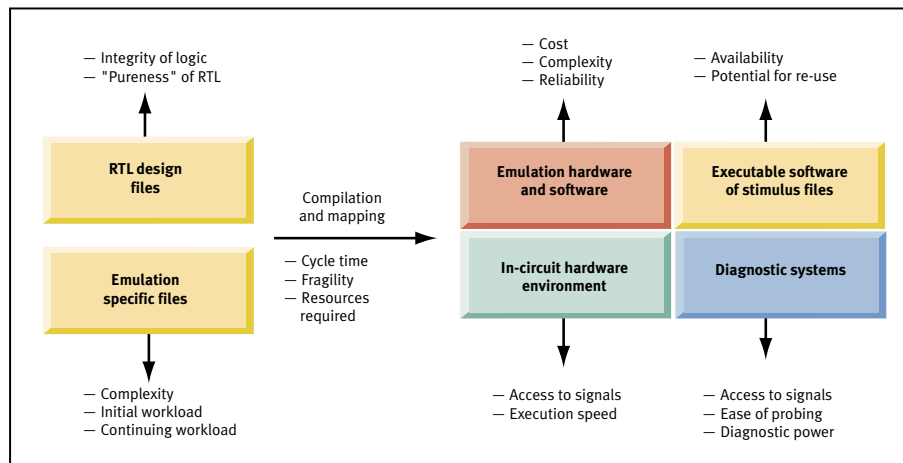 — Integrity of logic
— "Pureness" of RTL
RTL design
files
Emulation
specific files
— Complexity
— Initial workload
— Continuing workload
Compilation
and mapping
— Cycle time
— Fragility
— Resources
required
— Cost
— Complexity
— Reliability
— Availability
— Potential for re-use
Emulation hardware
and software
Executable software
of stimulus files
In-circuit hardware
environment
Diagnostic systems
— Access to signals
— Execution speed
— Access to signals
— Ease of probing
— Diagnostic power